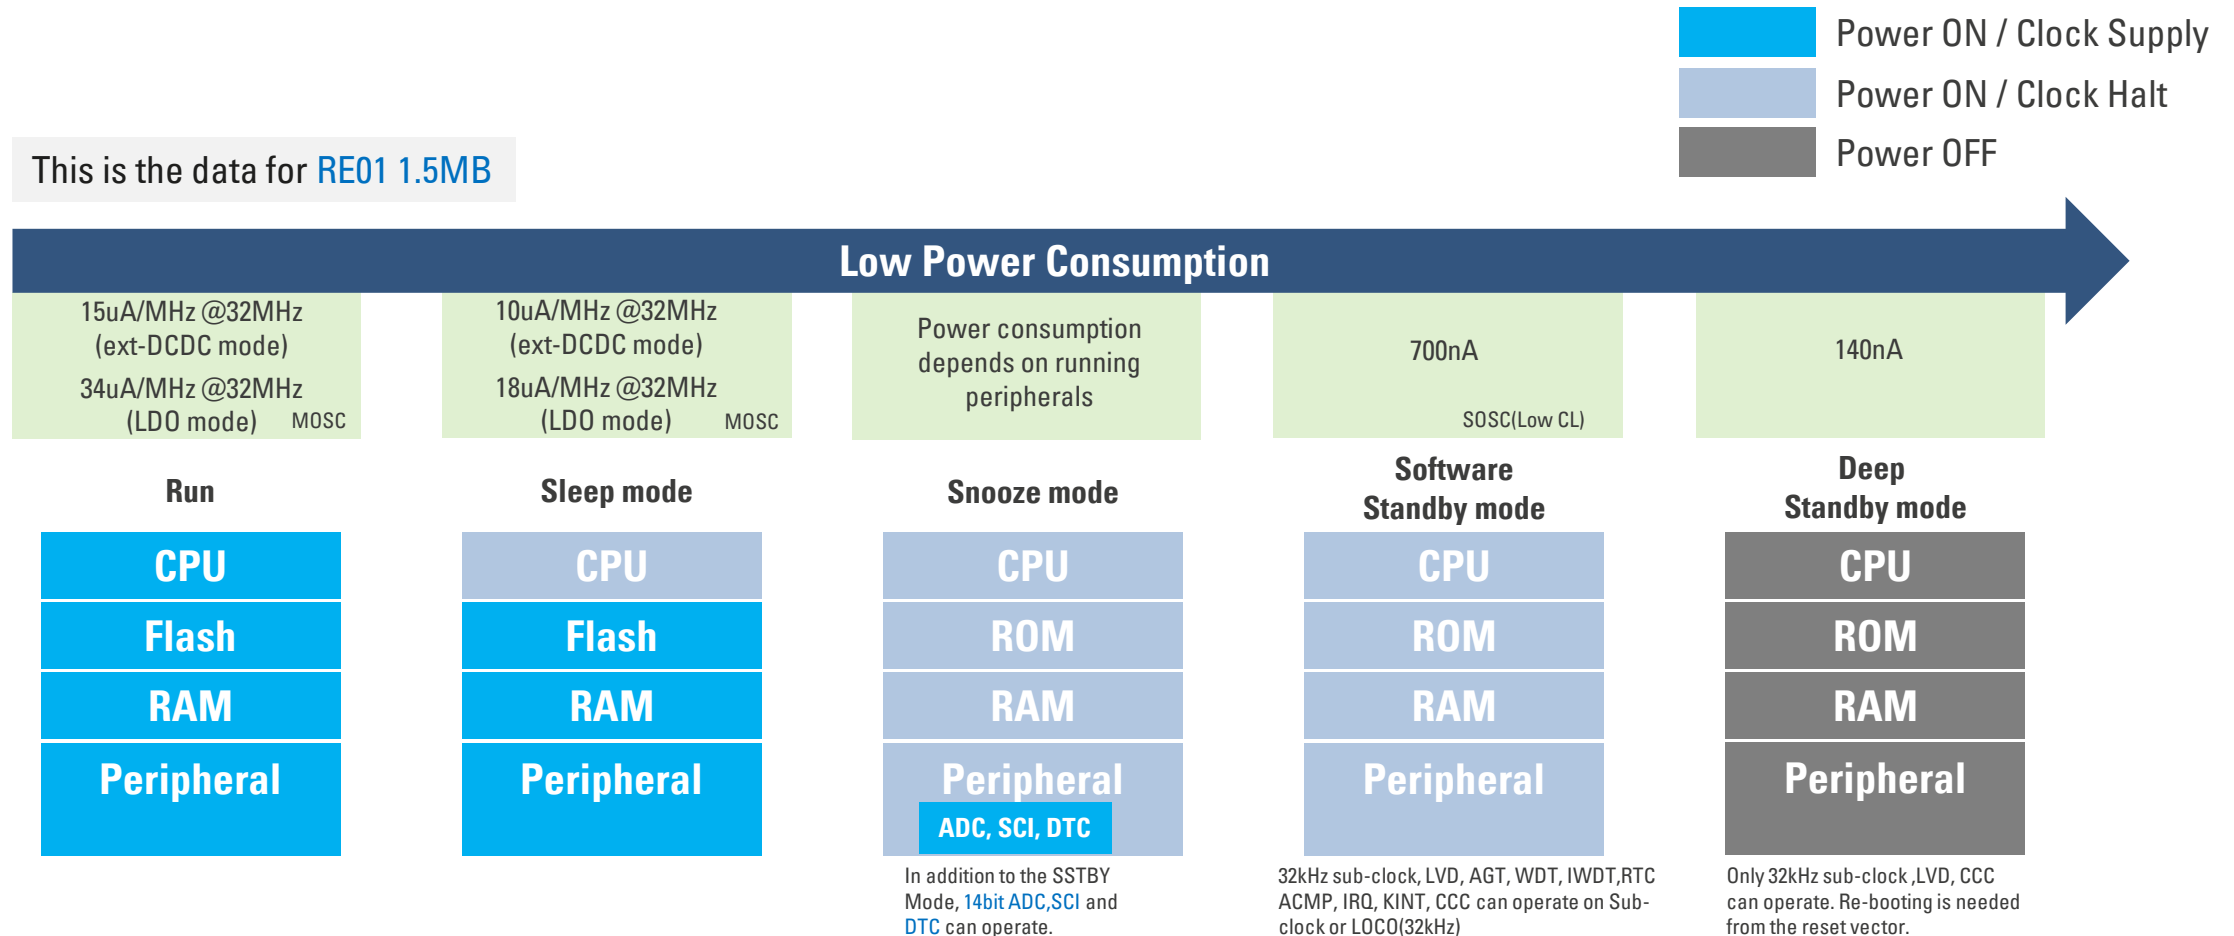 Power ON / Clock Supply
Power ON / Clock Halt
Power OFF
This is the data for RE01 1.5MB
Low Power Consumption
15uA/MHz @32MHz
(ext-DCDC mode)
34uA/MHz @32MHz
(LDO mode) MOSC
10uA/MHz @32MHz
(ext-DCDC mode)
18uA/MHz @32MHz
(LDO mode) MOSC
Power consumption
depends on running
peripherals
700nA
SOSC(Low CL)
140nA
Run
CPU
Flash
RAM
Peripheral
Sleep mode
CPU
Flash
RAM
Peripheral
Snooze mode
CPU
ROM
RAM
Peripheral
ADC, SCI, DTC
In addition to the SSTBY
Mode, 14bit ADC,SCI and
DTC can operate.
Software
Standby mode
CPU
ROM
RAM
Peripheral
32kHz sub-clock, LVD, AGT, WDT, IWDT,RTC
ACMP, IRQ, KINT, CCC can operate on Sub-
clock or LOCO(32kHz)
Deep
Standby mode
CPU
ROM
RAM
Peripheral
Only 32kHz sub-clock ,LVD, CCC
can operate. Re-booting is needed
from the reset vector.